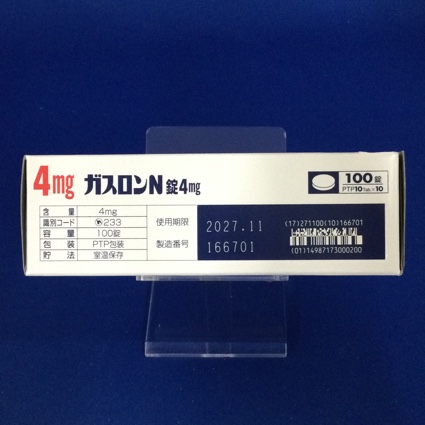 4mg ガスロンN錠4mg
100錠
PTP10Tab.×10
含量 4mg
識別コード 233
容量 100錠
包装 PTP包装
貯法 室温保存
使用期限 2027.11
製造番号 166701
(17)271100(10)166701
(01)14987173000200